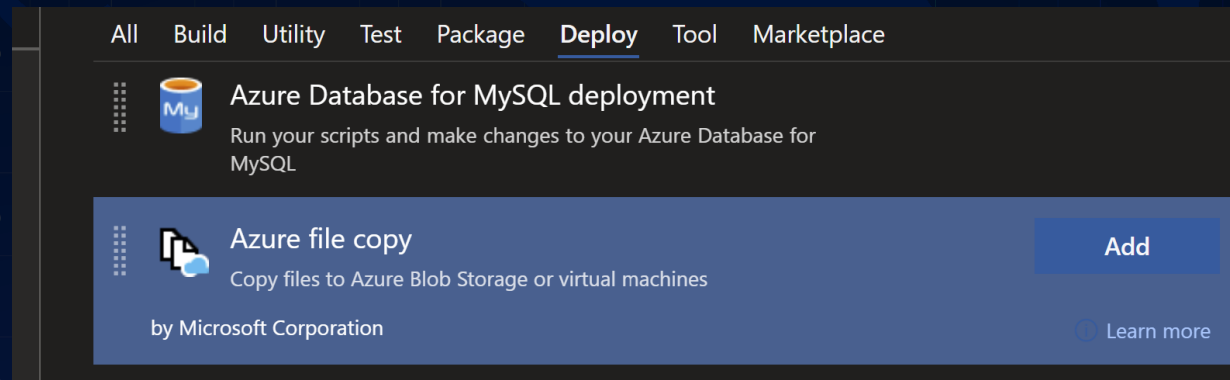 All Build Utility Test Package Deploy Tool Marketplace
My
Azure Database for MySQL deployment
Run your scripts and make changes to your Azure Database for
MySQL
Azure file copy
Add
Copy files to Azure Blob Storage or virtual machines
by Microsoft Corporation
Learn more